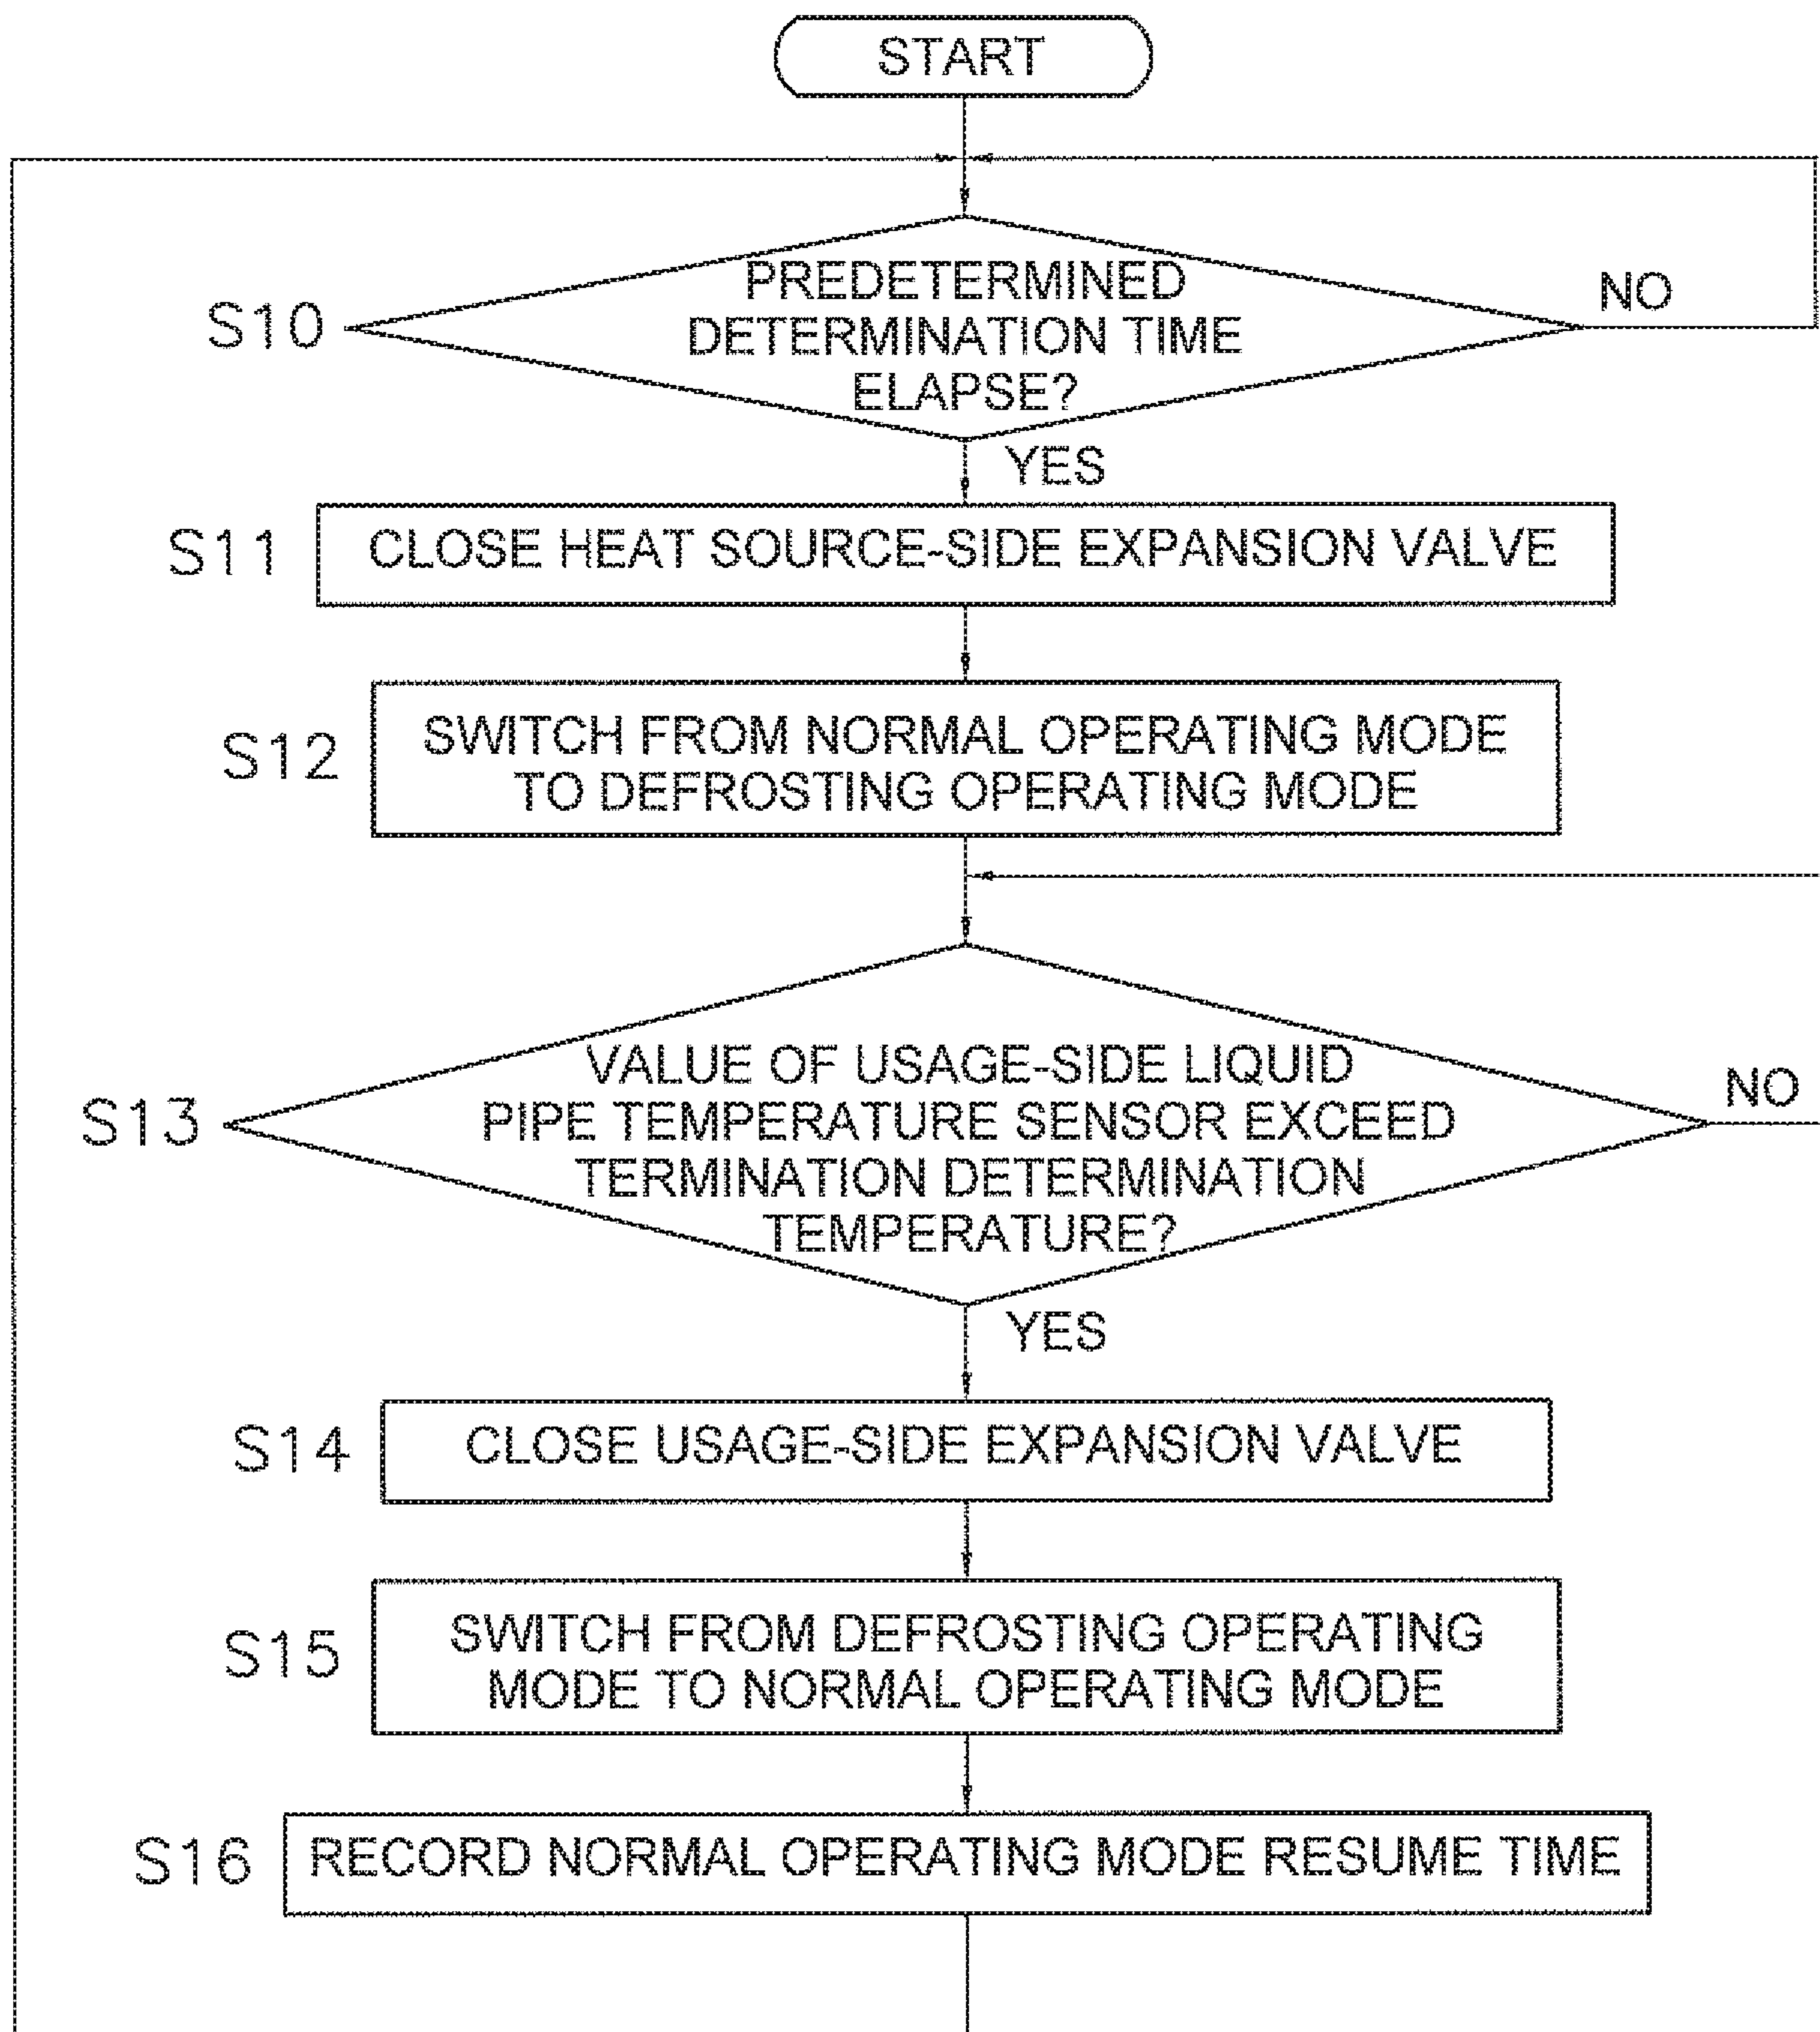 START
PREDETERMINED
DETERMINATION TIME
ELAPSE?
NO
S10
YES
S11
CLOSE HEAT SOURCE-SIDE EXPANSION VALVE
S12
SWITCH FROM NORMAL OPERATING MODE
TO DEFROSTING OPERATING MODE
S13
VALUE OF USAGE-SIDE LIQUID
PIPE TEMPERATURE SENSOR EXCEED
TERMINATION DETERMINATION
TEMPERATURE?
NO
YES
S14
CLOSE USAGE-SIDE EXPANSION VALVE
S15
SWITCH FROM DEFROSTING OPERATING
MODE TO NORMAL OPERATING MODE
S16
RECORD NORMAL OPERATING MODE RESUME TIME